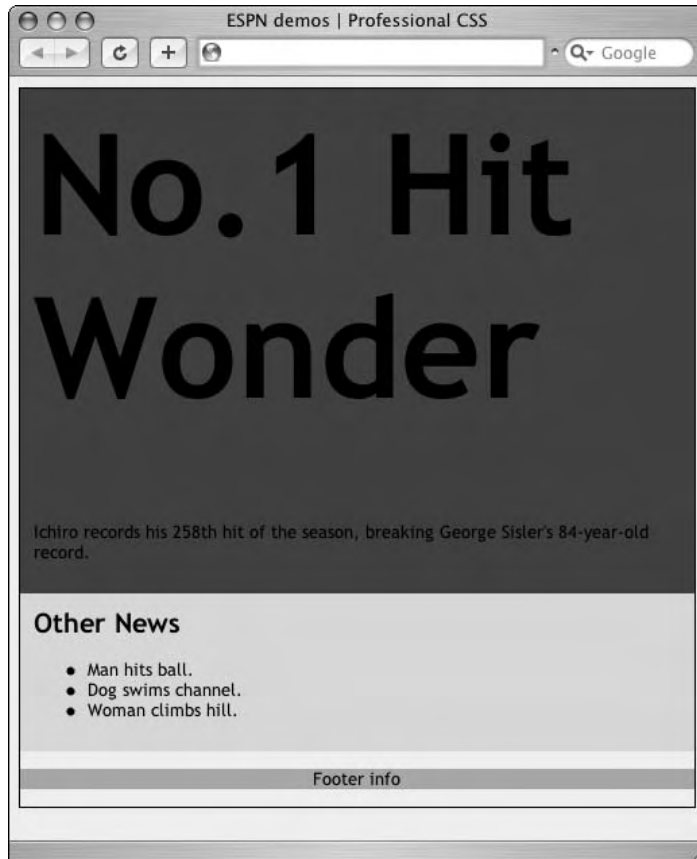 ESPN demos | Professional CSS
Google
No.1 Hit
Wonder
Ichiro records his 258th hit of the season, breaking George Sisler's 84-year-old
record.
Other News
Man hits ball.
Dog swims channel.
Woman climbs hill.
Footer info